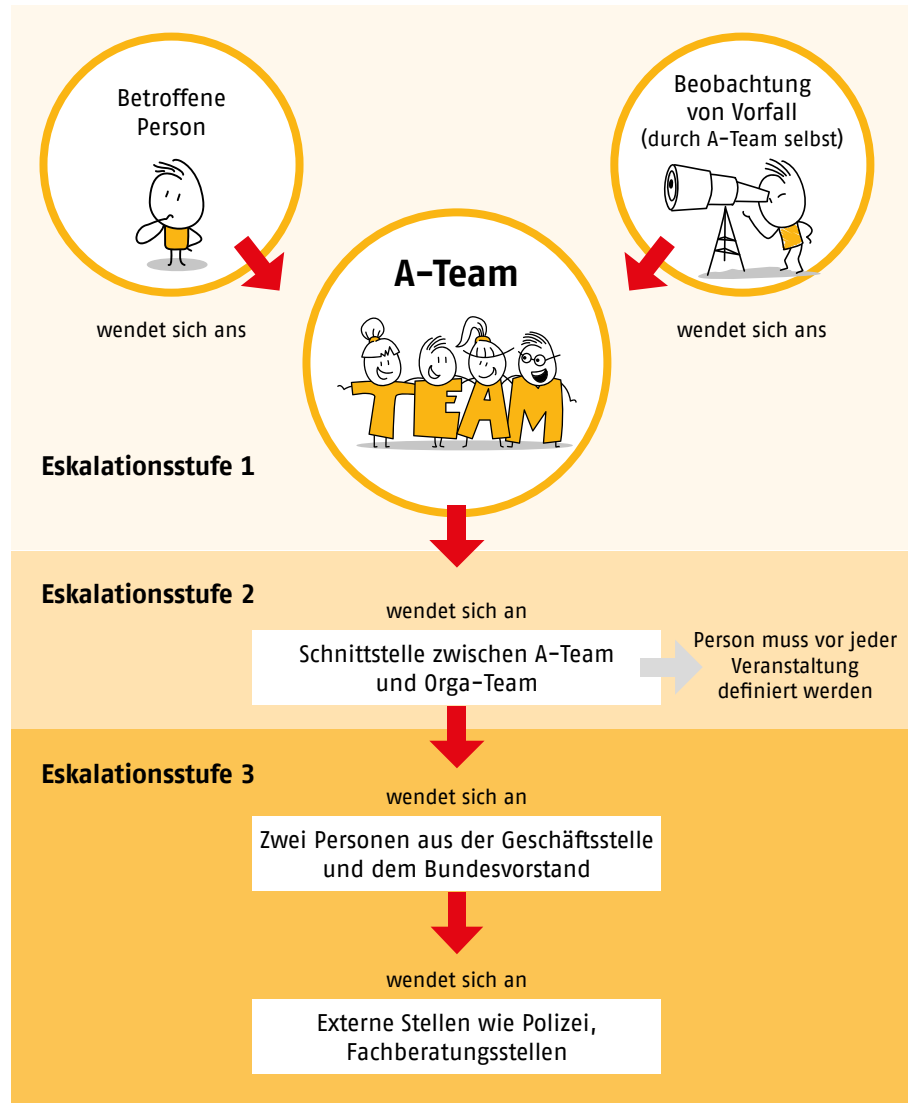 Betroffene
Person
Beobachtung
von Vorfall
(durch A-Team selbst)
A-Team
wendet sich ans
wendet sich ans
TEAM
Eskalationsstufe 1
Eskalationsstufe 2
wendet sich an
Schnittstelle zwischen A-Team
und Orga-Team
Person muss vor jeder
Veranstaltung
definiert werden
Eskalationsstufe 3
wendet sich an
Zwei Personen aus der Geschäftsstelle
und dem Bundesvorstand
wendet sich an
Externe Stellen wie Polizei,
Fachberatungsstellen